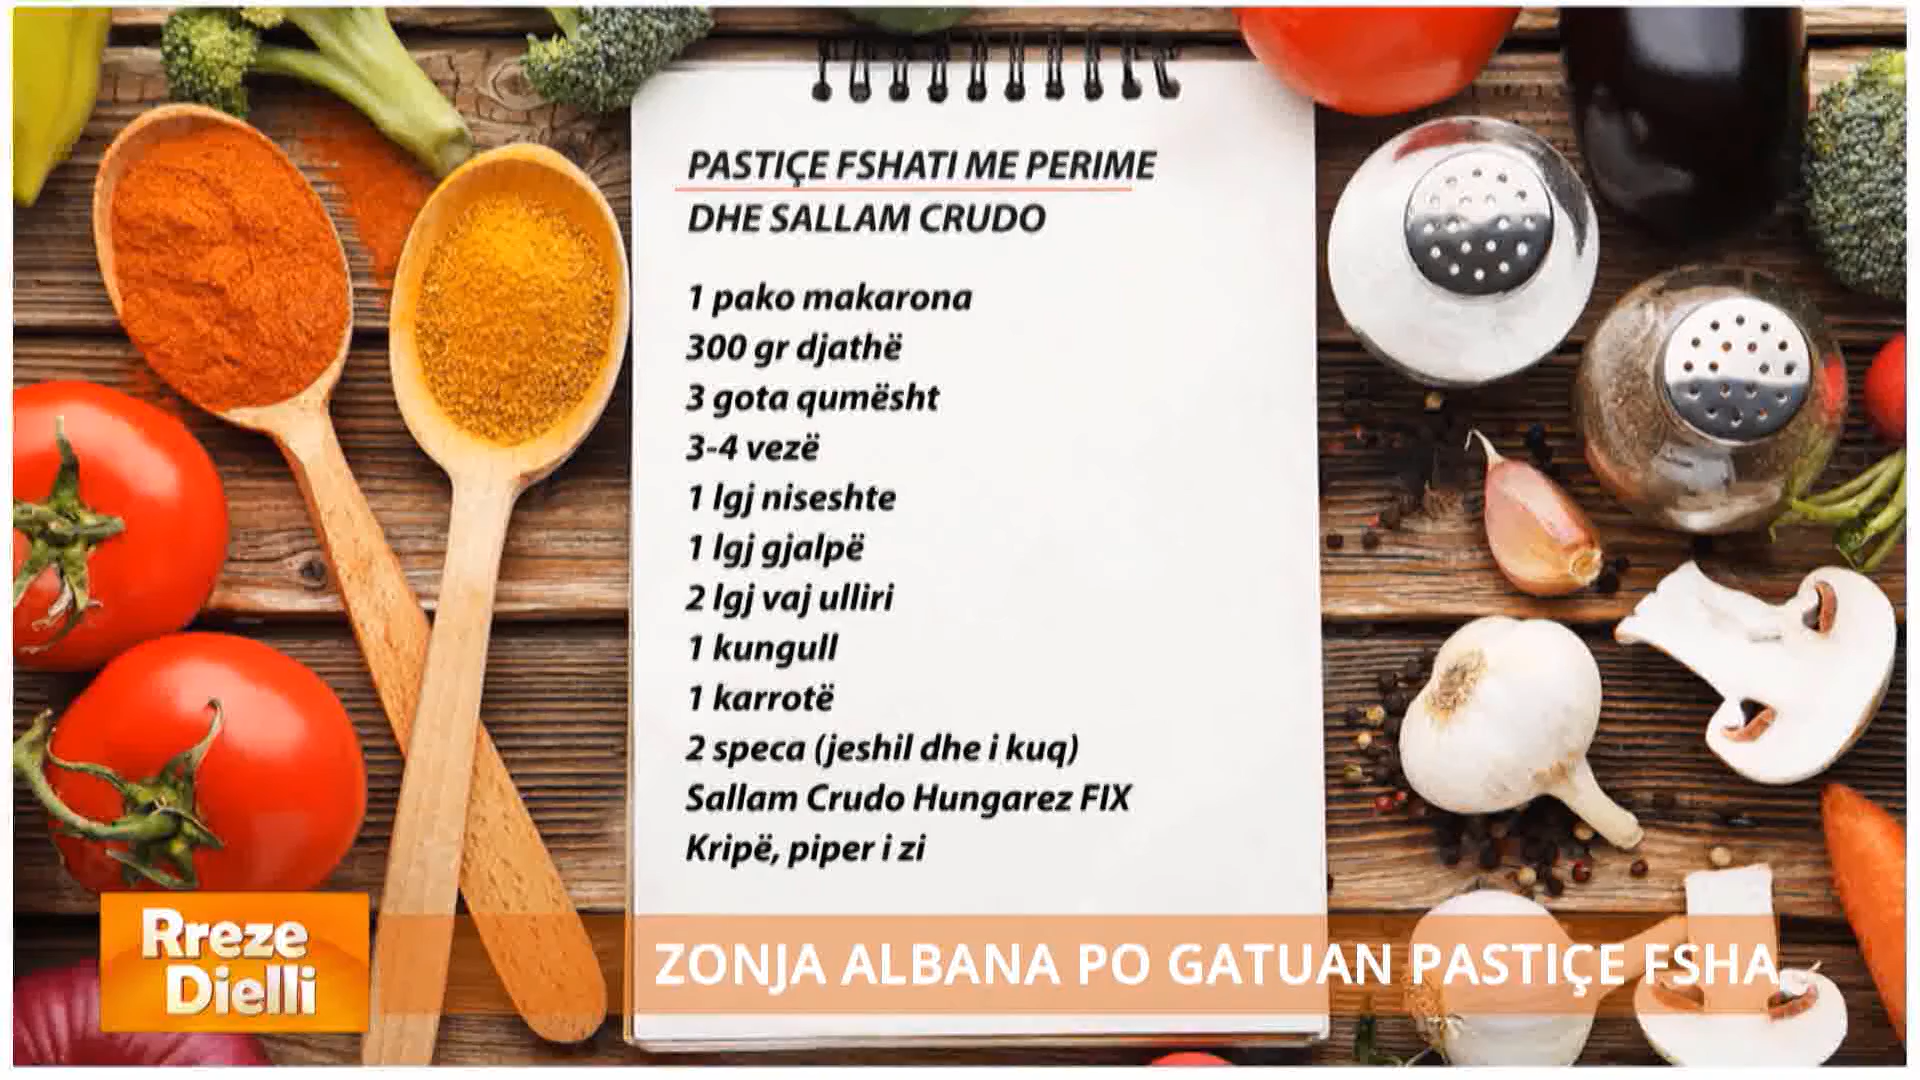 PASTIÇE FSHATI ME PERIME
DHE SALLAM CRUDO
1 pako makarona
300 gr djathë
3 gota qumësht
3-4 vezë
1 lgj niseshte
1 lgj gjalpë
2 lgj vaj ulliri
1 kungull
1 karrotë
2 speca (jeshil dhe i kuq)
Sallam Crudo Hungarez FIX
Kripë, piper i zi
Rreze
Dielli
ZONJA ALBANA PO GATUAN PASTIÇE FSHA